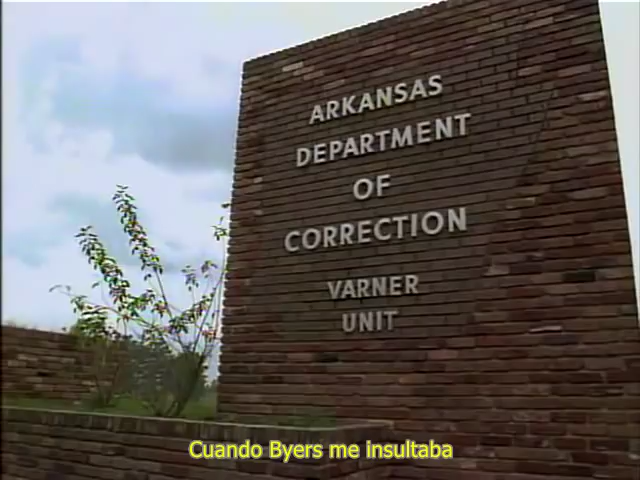 ARKANSAS
DEPARTMENT
OF
CORRECTION
VARNER
UNIT
Cuando Byers me insultaba